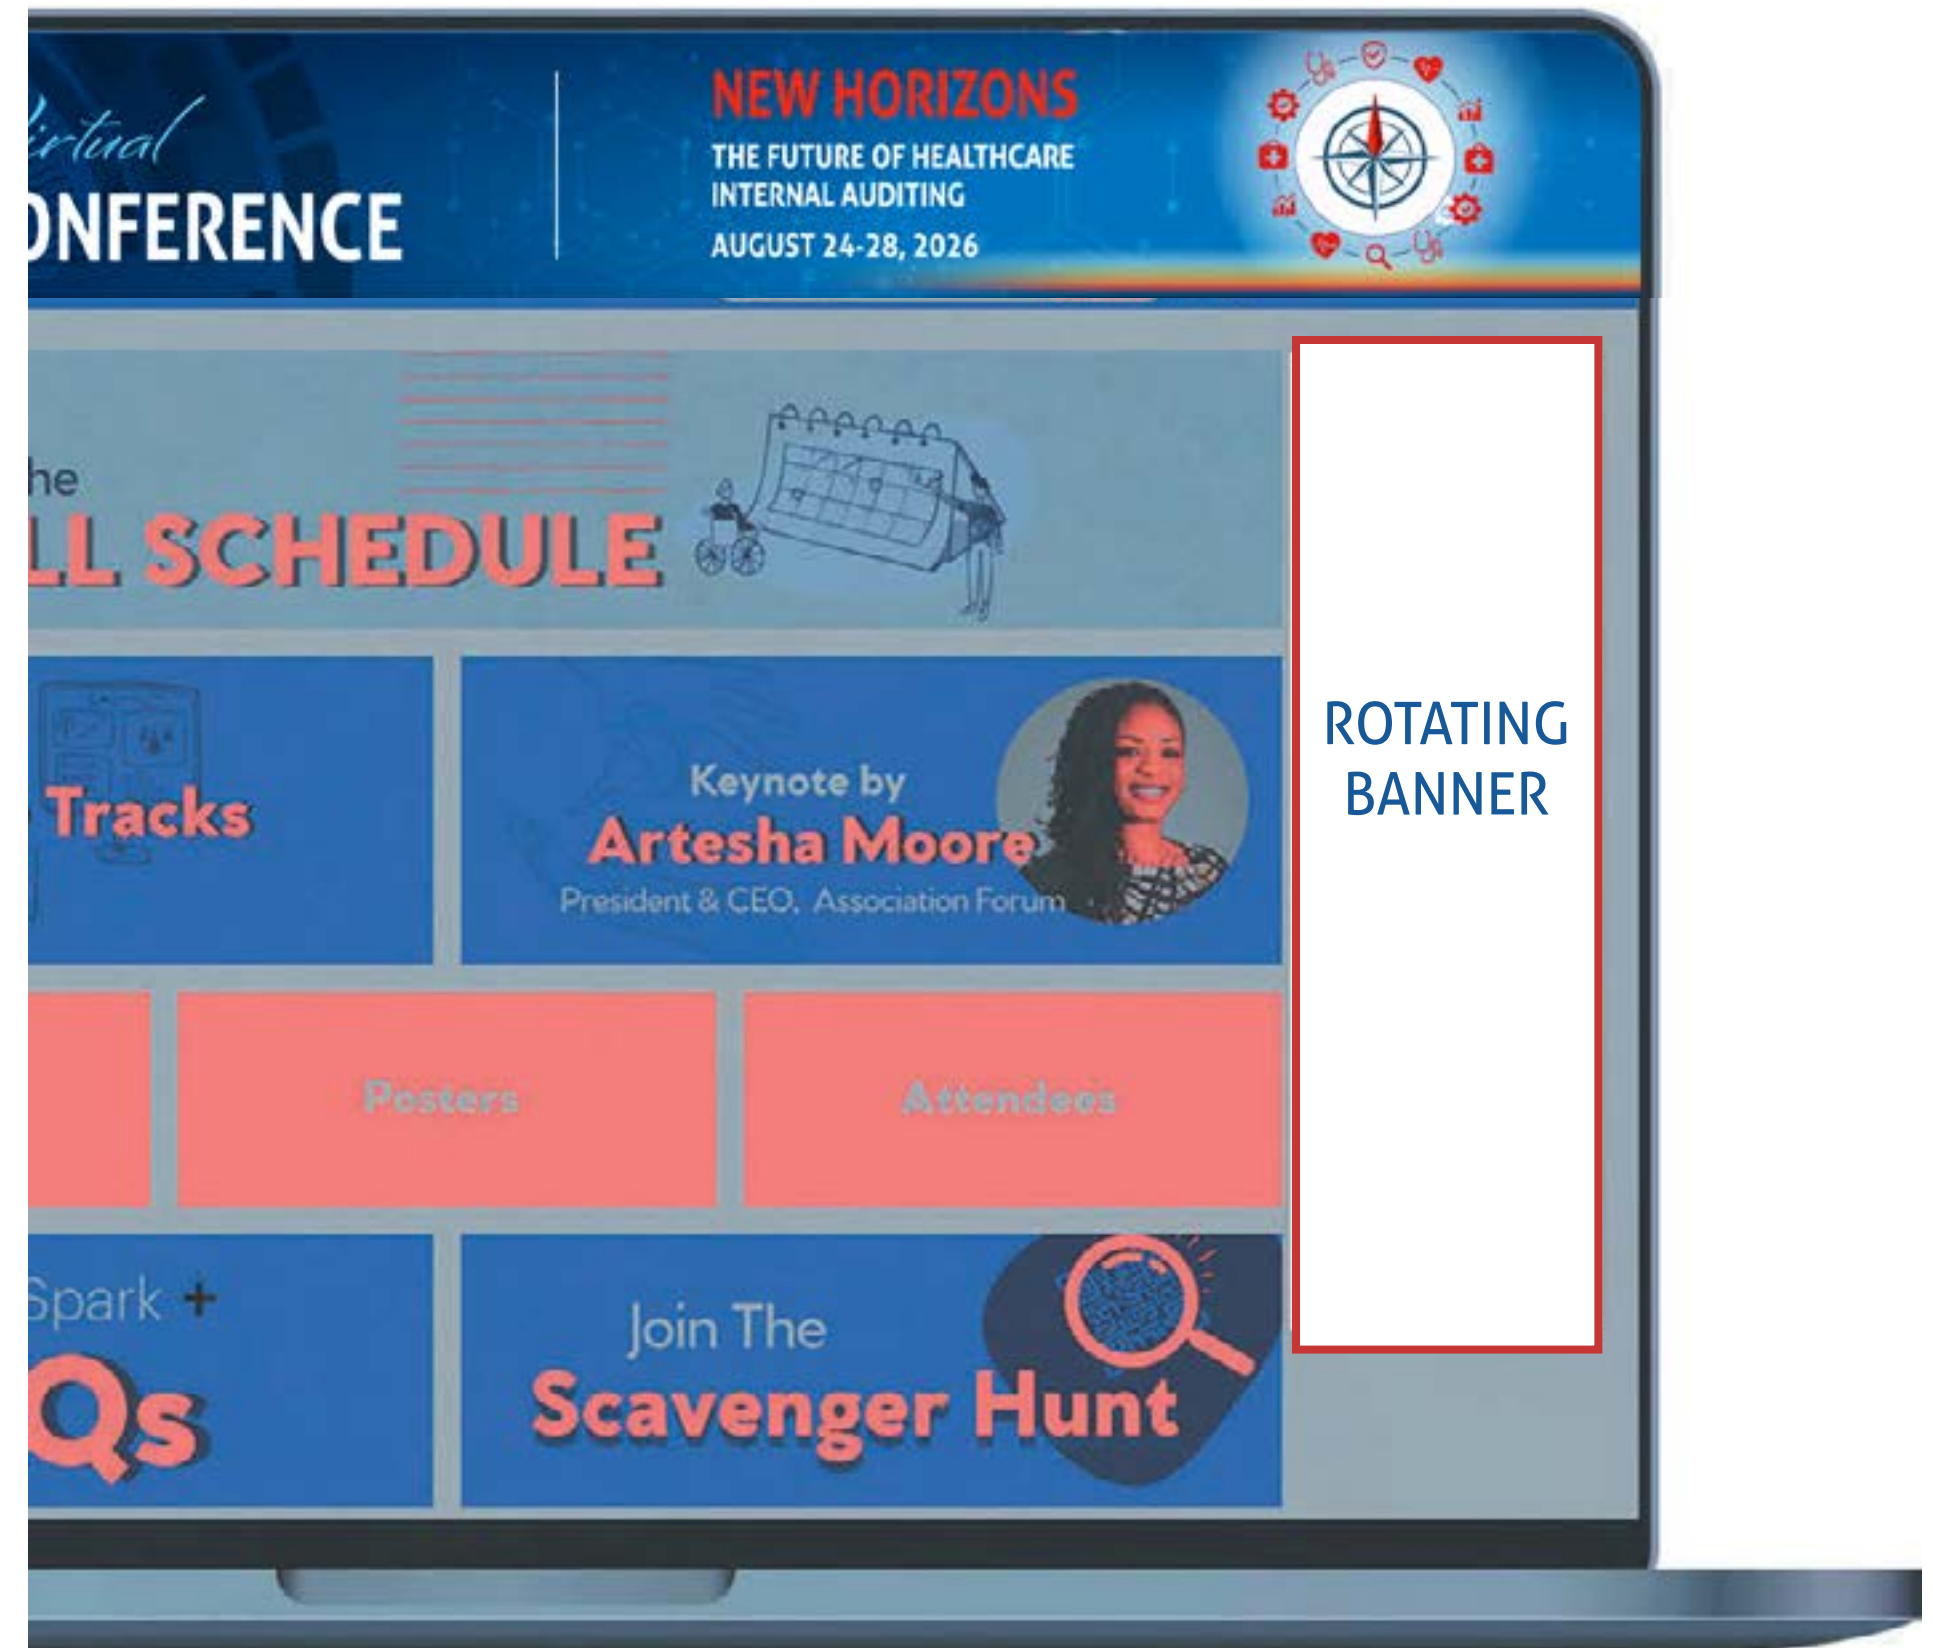 Virtual
ONFERENCE
NEW HORIZONS
THE FUTURE OF HEALTHCARE
INTERNAL AUDITING
AUGUST 24-28, 2026
he
LL SCHEDULE
Tracks
Keynote by
Artesha Moore
President & CEO, Association Forum
ROTATING
BANNER
Posters
Attendees
Spark +
Qs
Join The
Scavenger Hunt